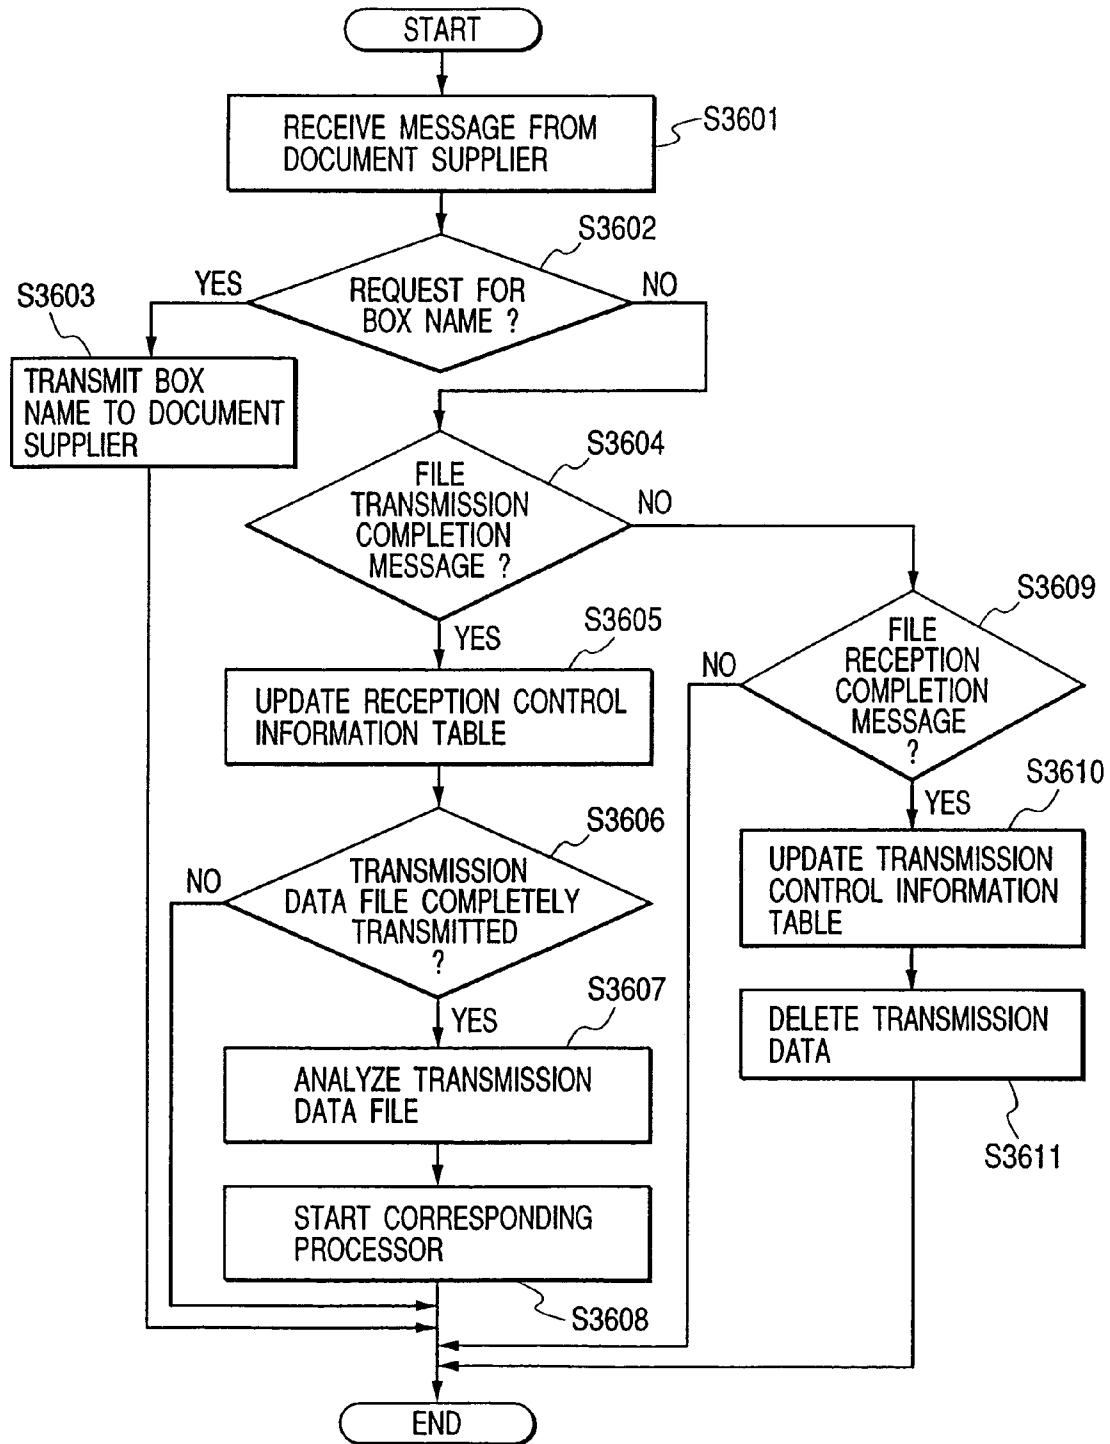 START
RECEIVE MESSAGE FROM
DOCUMENT SUPPLIER
S3601
S3602
REQUEST FOR
BOX NAME ?
YES
NO
S3603
TRANSMIT BOX
NAME TO DOCUMENT
SUPPLIER
S3604
FILE
TRANSMISSION
COMPLETION
MESSAGE ?
NO
YES
S3605
UPDATE RECEPTION CONTROL
INFORMATION TABLE
S3606
TRANSMISSION
DATA FILE COMPLETELY
TRANSMITTED
?
NO
YES
S3607
ANALYZE TRANSMISSION
DATA FILE
START CORRESPONDING
PROCESSOR
S3608
S3609
FILE
RECEPTION
COMPLETION
MESSAGE
?
NO
YES
S3610
UPDATE TRANSMISSION
CONTROL INFORMATION
TABLE
DELETE TRANSMISSION
DATA
S3611
END